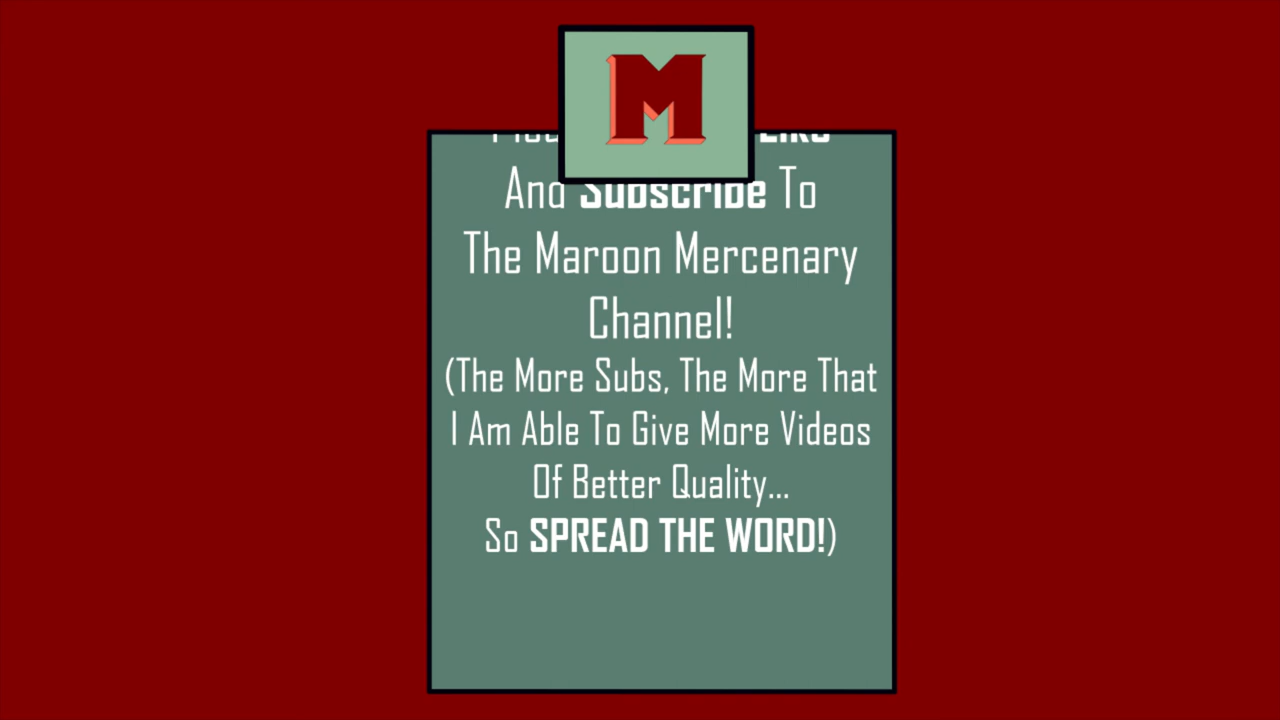 M
And Subscribe To
The Maroon Mercenary
Channel!
(The More Subs, The More That
I Am Able To Give More Videos
Of Better Quality...
So SPREAD THE WORD!)